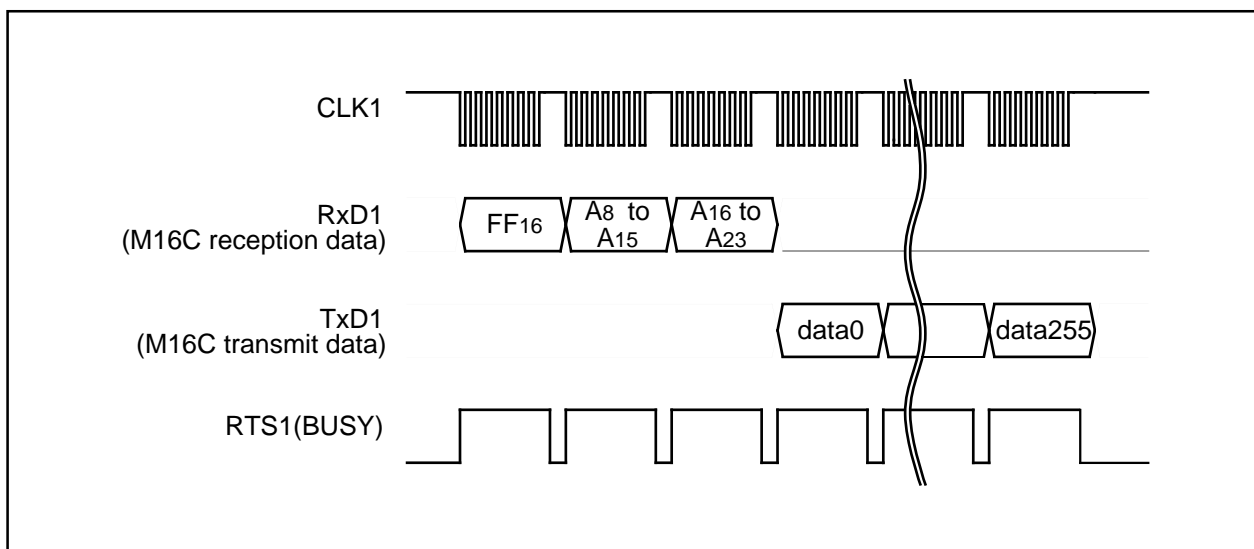 CLK1
RxD1
(M16C reception data)
FF16
A8 to
A15
A16 to
A23
TxD1
(M16C transmit data)
data0
data255
RTS1(BUSY)